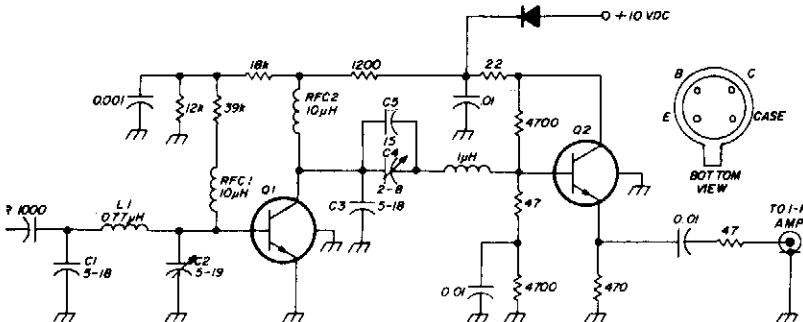 +10 VDC
18k
1200
22
0.001
12k
39k
RFC2
10µH
.01
C5
15
C4
2-8
4700
Q2
B
C
E
CASE
BOTTOM
VIEW
RFC1
10µH
Q1
1µH
1000
L1
0.77µH
C3
5-18
47
0.01
47
TO I-F
AMP
C1
5-18
C2
5-19
0.01
4700
470